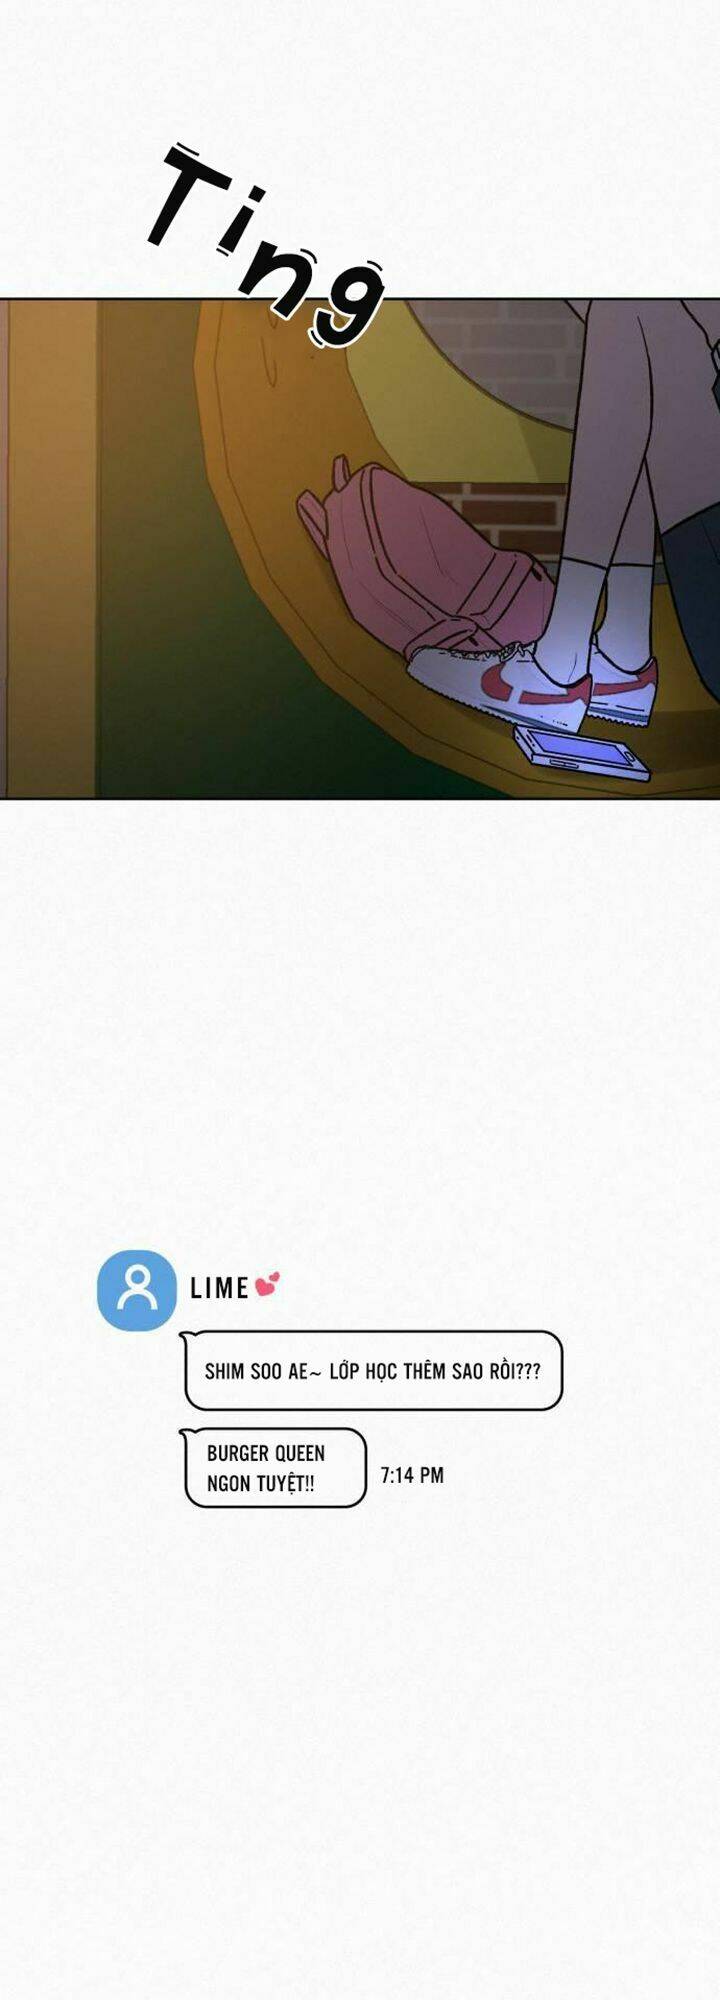 Ting
LIME💕
SHIM SOO AE~ LỚP HỌC THÊM SAO RỒI???
BURGER QUEEN
NGON TUYỆT!!
7:14 PM